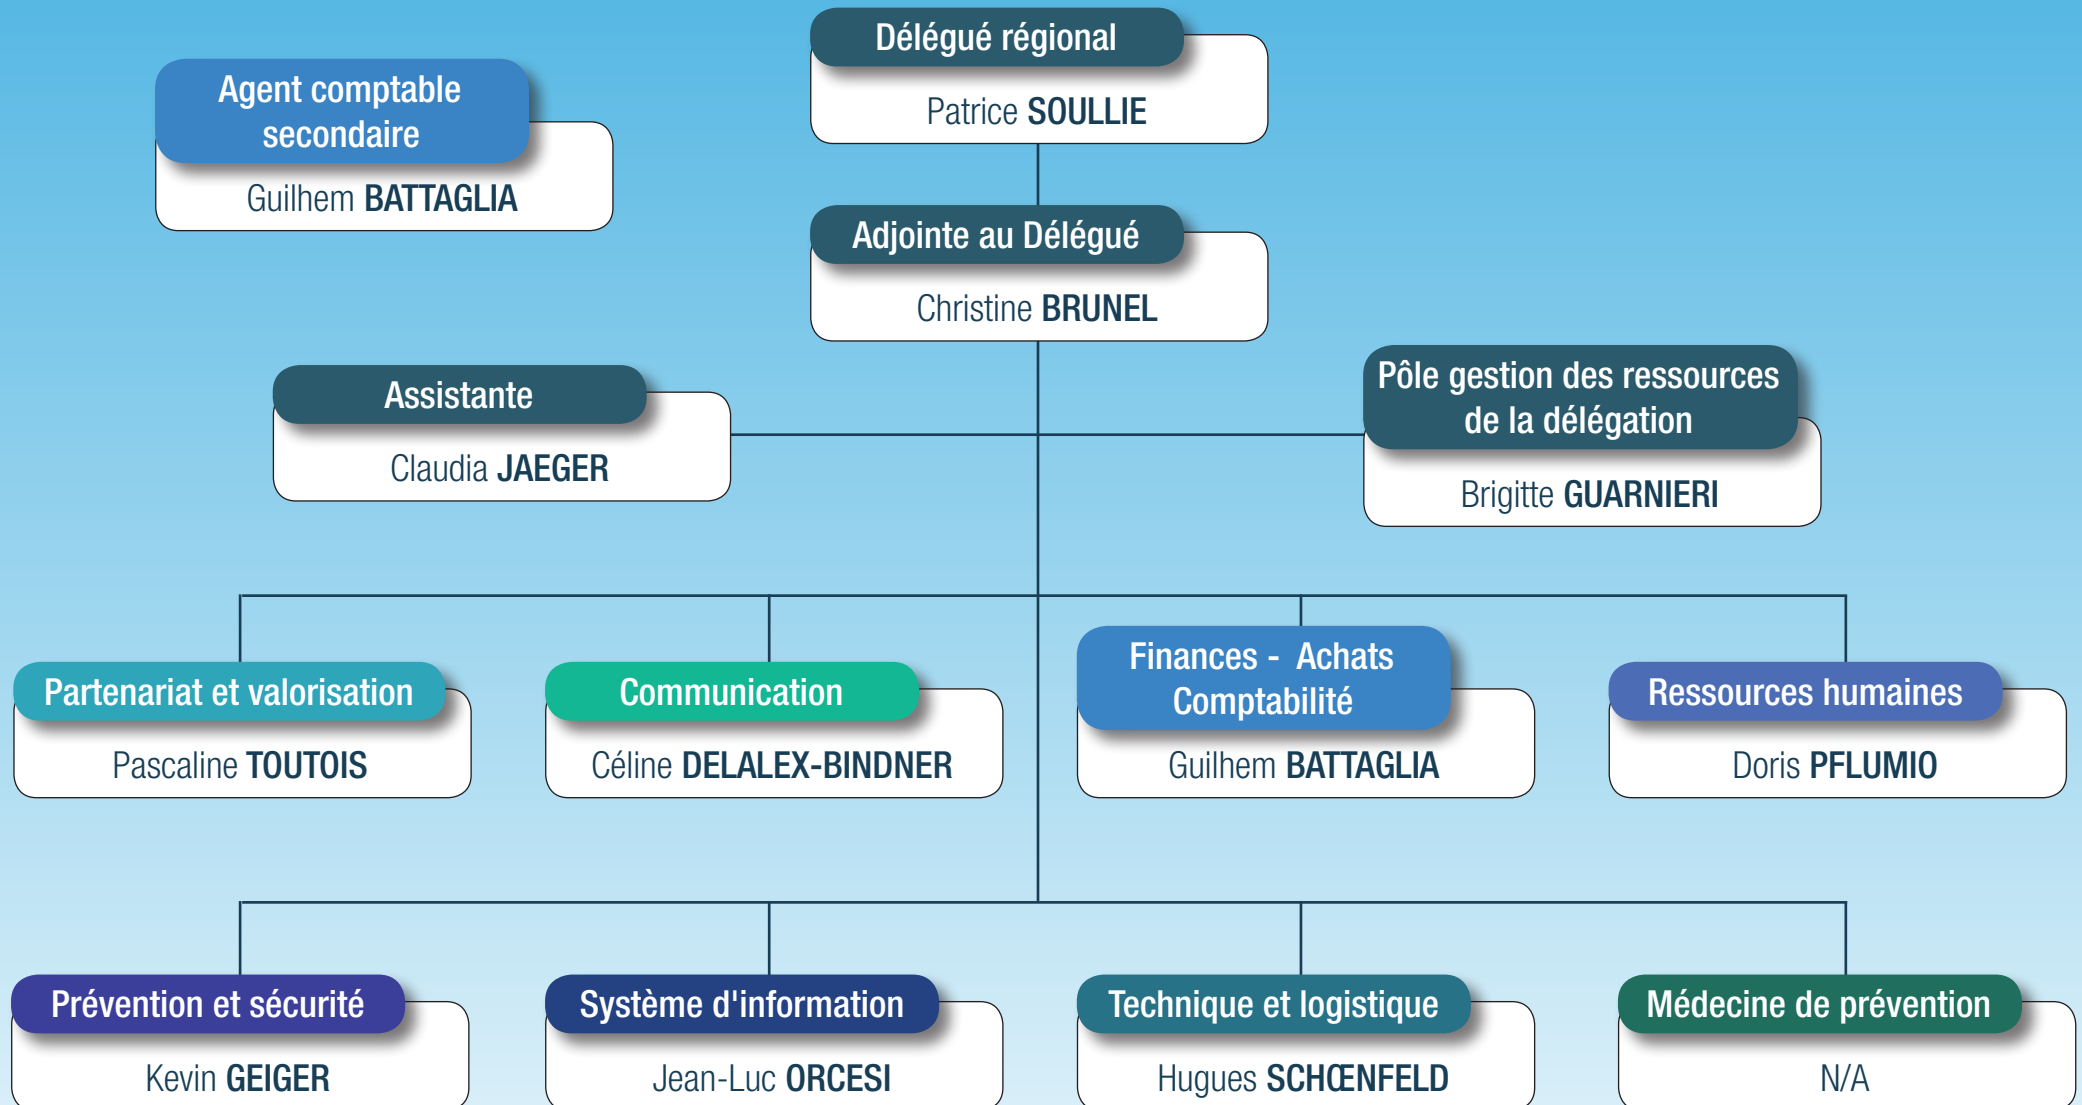 Délégué régional
Patrice SOULLIE
Agent comptable
secondaire
Guilhem BATTAGLIA
Adjointe au Délégué
Christine BRUNEL
Assistante
Claudia JAEGER
Pôle gestion des ressources
de la délégation
Brigitte GUARNIERI
Partenariat et valorisation
Pascaline TOUTOIS
Communication
Céline DELALEX-BINDNER
Finances - Achats
Comptabilité
Guilhem BATTAGLIA
Ressources humaines
Doris PFLUMIO
Prévention et sécurité
Kevin GEIGER
Système d'information
Jean-Luc ORCESI
Technique et logistique
Hugues SCHŒNFELD
Médecine de prévention
N/A